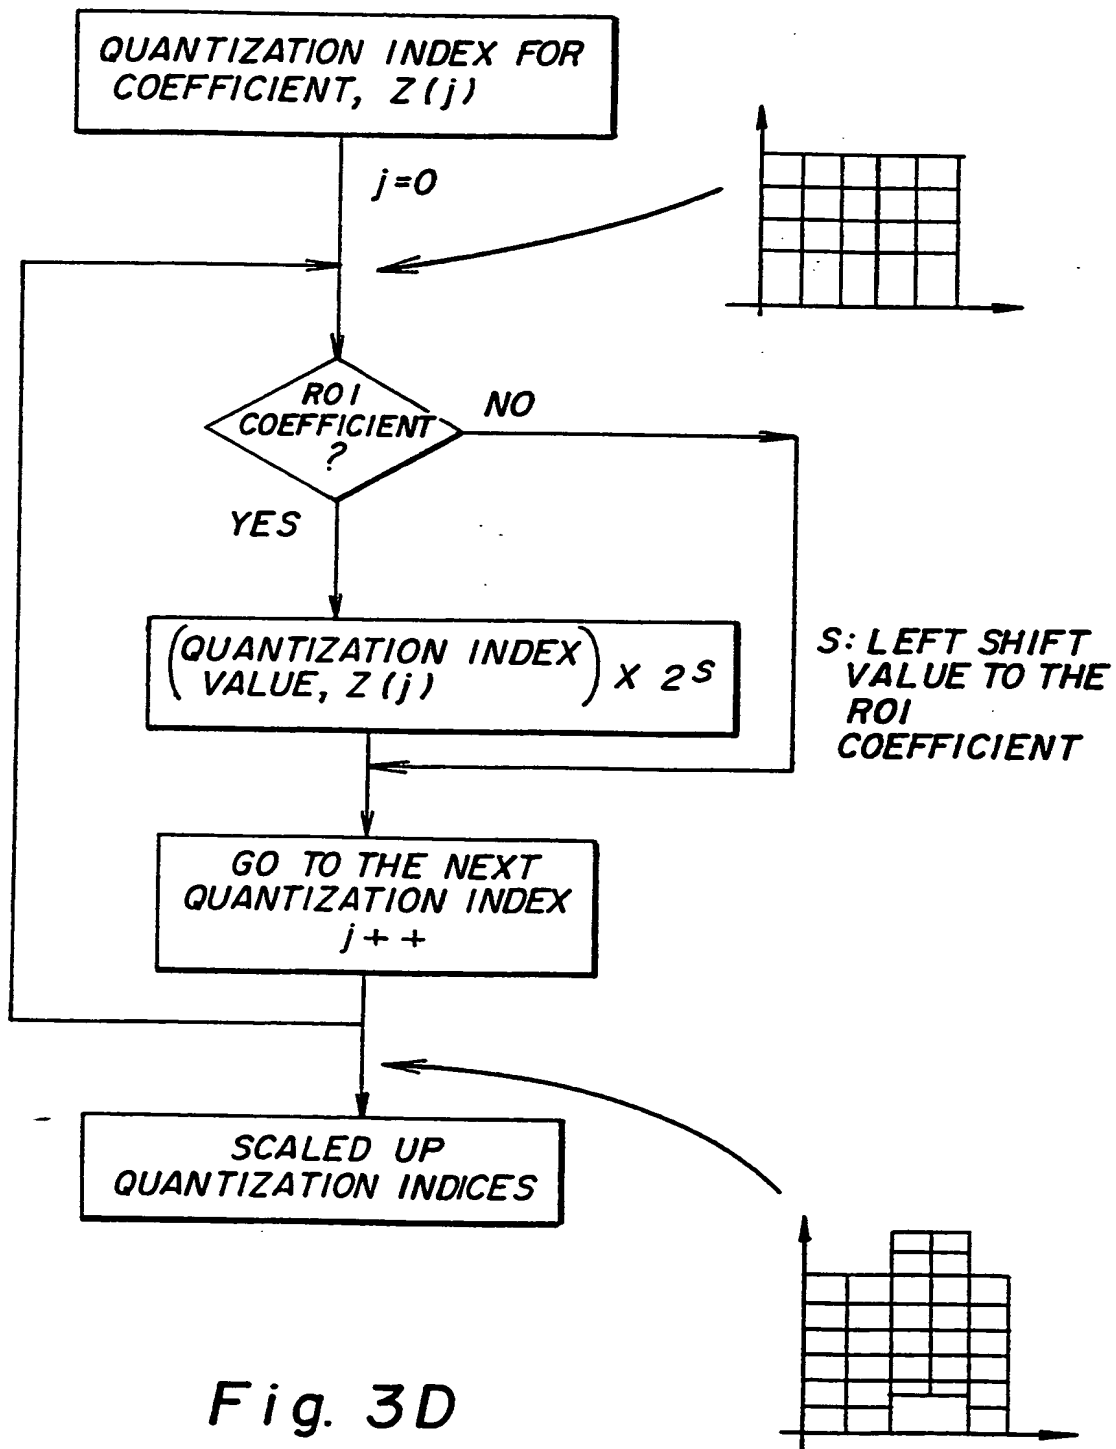 QUANTIZATION INDEX FOR
COEFFICIENT, Z(j)
j=0
ROI
COEFFICIENT
?
NO
YES
(QUANTIZATION INDEX
VALUE, Z(j)) X 2^S
S: LEFT SHIFT
VALUE TO THE
ROI
COEFFICIENT
GO TO THE NEXT
QUANTIZATION INDEX
j++
SCALED UP
QUANTIZATION INDICES
Fig. 3D